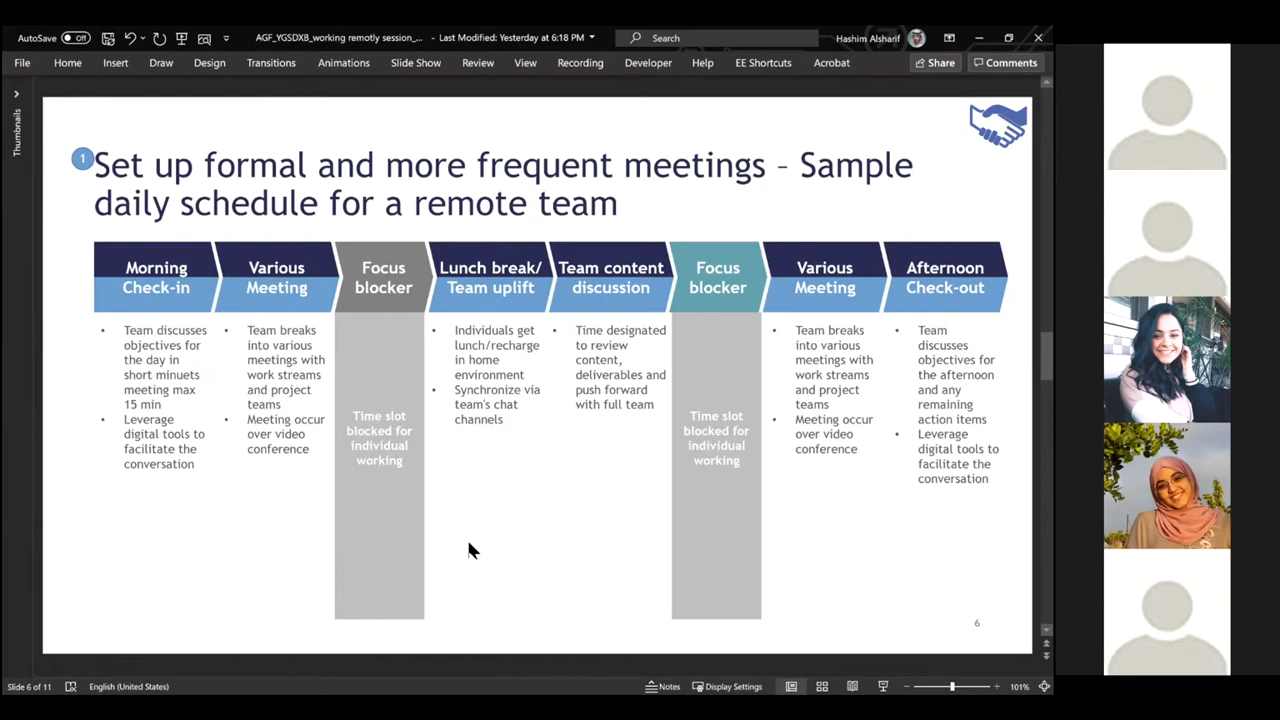 AutoSave Off AGF_YGSDXB_working remotly session_... - Last Modified: Yesterday at 6:18 PM Search Hashim Alsharif
File Home Insert Draw Design Transitions Animations Slide Show Review View Recording Developer Help EE Shortcuts Acrobat Share Comments
Thumbnails
1
Set up formal and more frequent meetings – Sample
daily schedule for a remote team
Morning
Check-in
Various
Meeting
Focus
blocker
Lunch break/
Team uplift
Team content
discussion
Focus
blocker
Various
Meeting
Afternoon
Check-out
• Team discusses
objectives for
the day in
short minuets
meeting max
15 min
• Leverage
digital tools to
facilitate the
conversation
• Team breaks
into various
meetings with
work streams
and project
teams
• Meeting occur
over video
conference
Time slot
blocked for
individual
working
• Individuals get
lunch/recharge
in home
environment
• Synchronize via
team's chat
channels
• Time designated
to review
content,
deliverables and
push forward
with full team
Time slot
blocked for
individual
working
• Team breaks
into various
meetings with
work streams
and project
teams
• Meeting occur
over video
conference
• Team
discusses
objectives for
the afternoon
and any
remaining
action items
• Leverage
digital tools to
facilitate the
conversation
6
Slide 6 of 11 English (United States) Notes Display Settings 101%